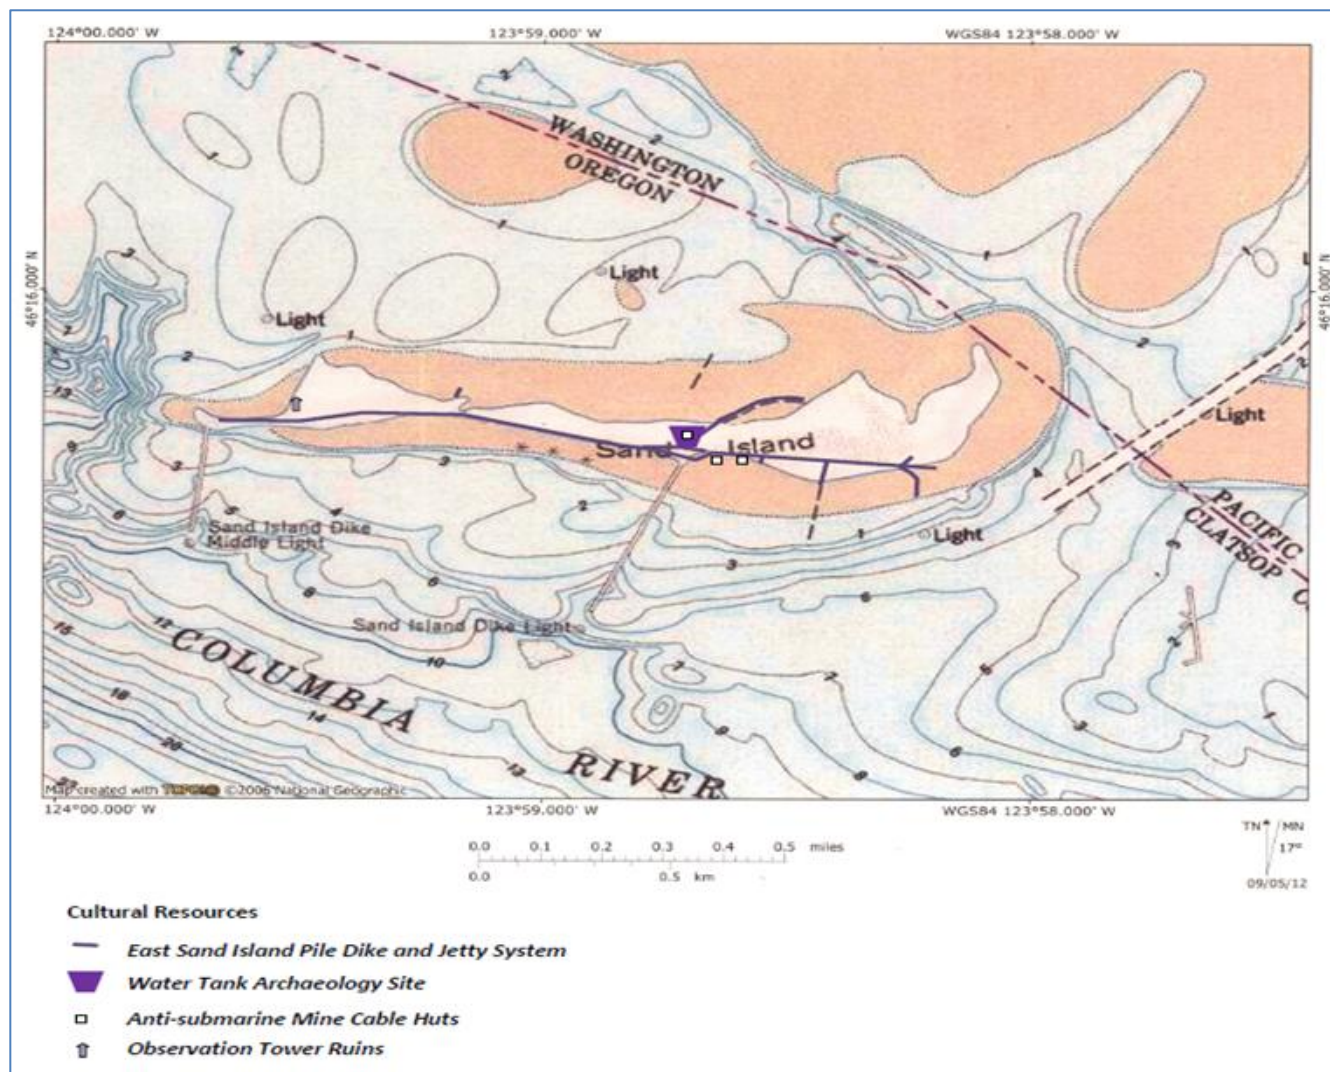 124°00.000' W 123°59.000' W WGS84 123°58.000' W
46°16.000' N
46°16.000' N
WASHINGTON
OREGON
Light
Light
Light
Light
Sand Island
Sand Island Dike
Middle Light
Sand Island Dike Light
PACIFIC
CLATSOP
COLUMBIA
RIVER
Map created with ©2006 National Geographic
124°00.000' W 123°59.000' W WGS84 123°58.000' W
0.0 0.1 0.2 0.3 0.4 0.5 miles
0.0 0.5 km
TN MN
17°
09/05/12
Cultural Resources
East Sand Island Pile Dike and Jetty System
Water Tank Archaeology Site
Anti-submarine Mine Cable Huts
Observation Tower Ruins